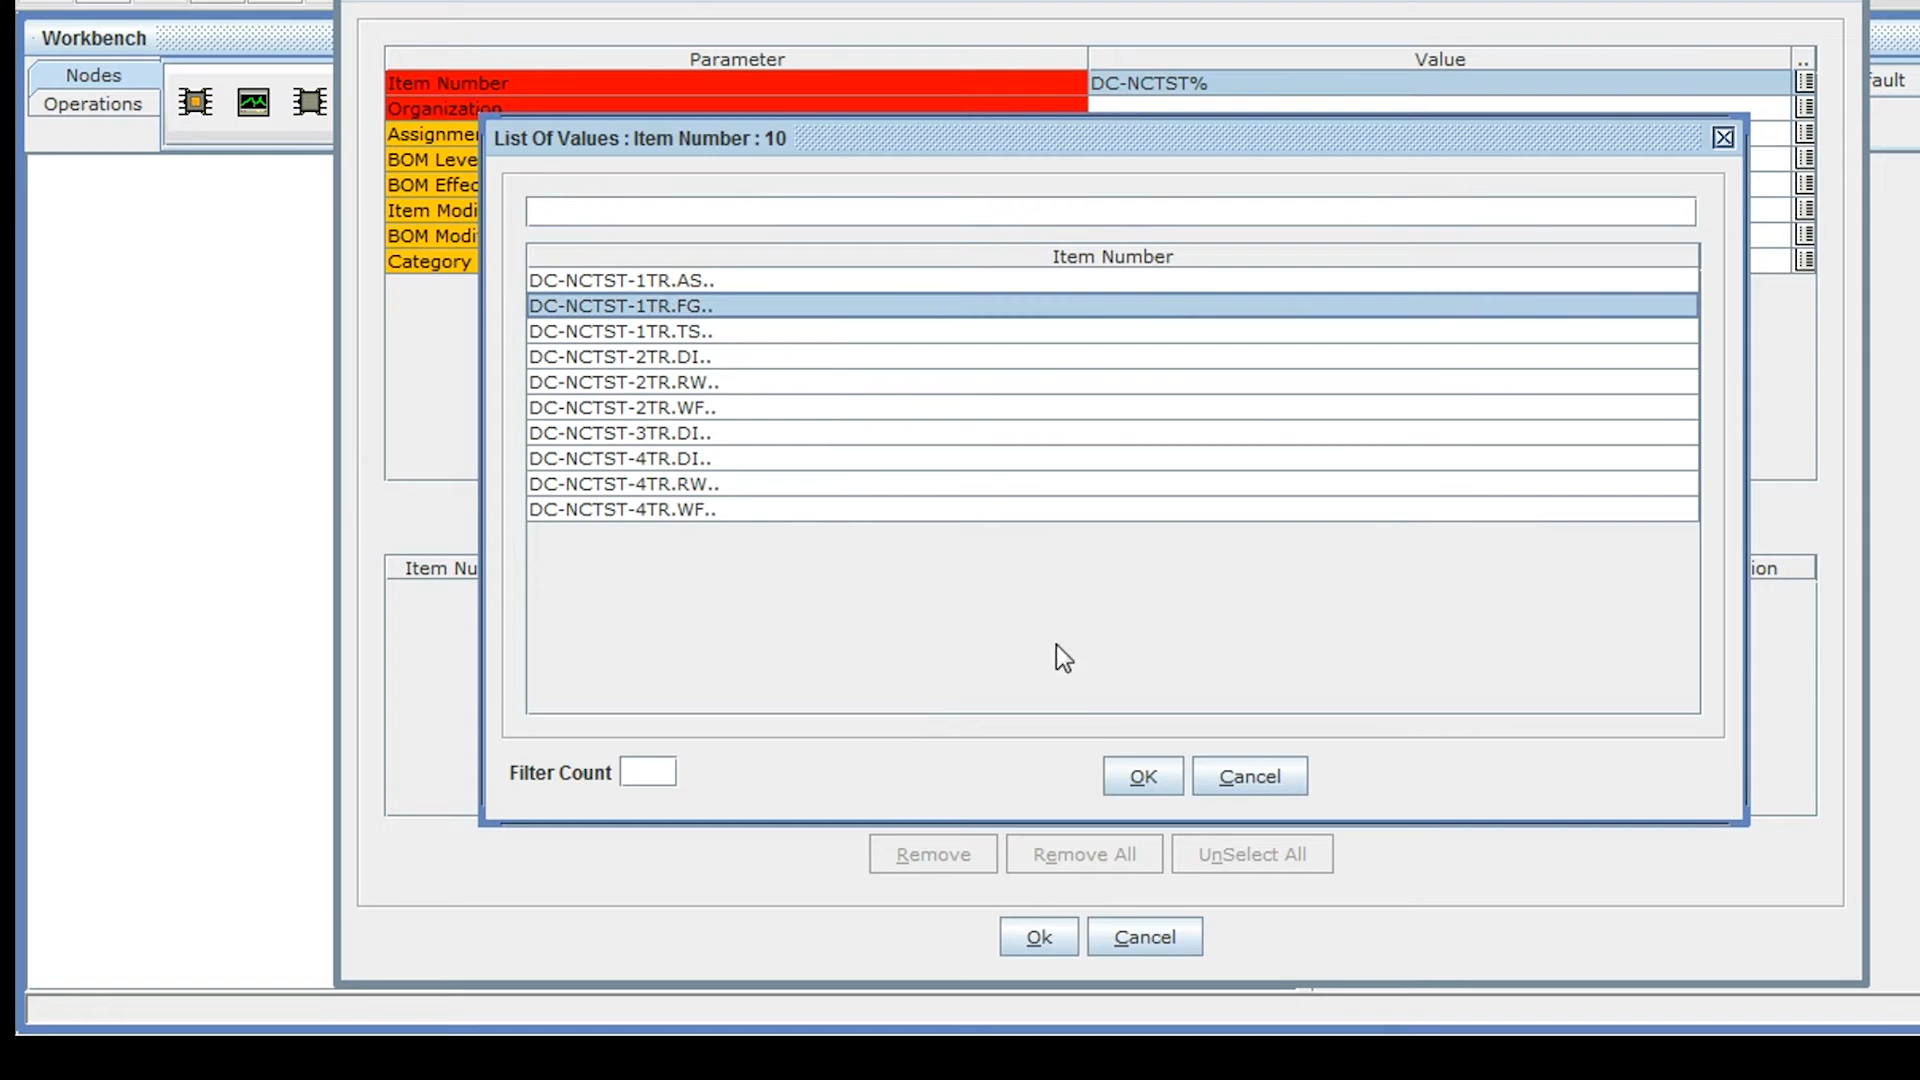 Workbench
Nodes
Operations
Parameter
Value
..
Item Number
DC-NCTST%
Organization
Assignme
BOM Leve
BOM Effec
Item Modi
BOM Modi
Category
fault
List Of Values : Item Number : 10
Item Number
DC-NCTST-1TR.AS..
DC-NCTST-1TR.FG..
DC-NCTST-1TR.TS..
DC-NCTST-2TR.DI..
DC-NCTST-2TR.RW..
DC-NCTST-2TR.WF..
DC-NCTST-3TR.DI..
DC-NCTST-4TR.DI..
DC-NCTST-4TR.RW..
DC-NCTST-4TR.WF..
Item Nu
ion
Filter Count
OK
Cancel
Remove
Remove All
UnSelect All
Ok
Cancel